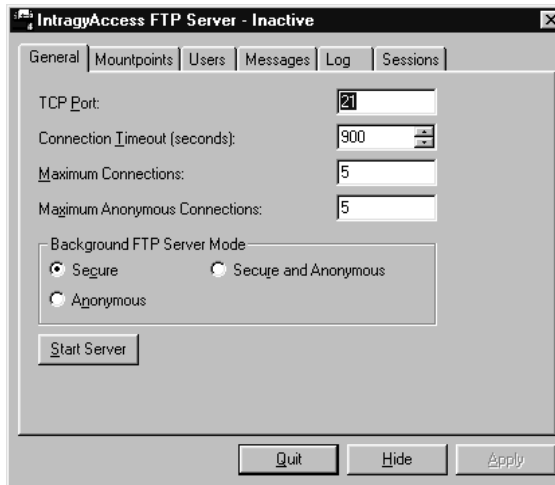 IntragyAccess FTP Server - Inactive
General Mountpoints Users Messages Log Sessions
TCP Port: 21
Connection Timeout (seconds): 900
Maximum Connections: 5
Maximum Anonymous Connections: 5
Background FTP Server Mode
Secure Secure and Anonymous
Anonymous
Start Server
Quit Hide Apply